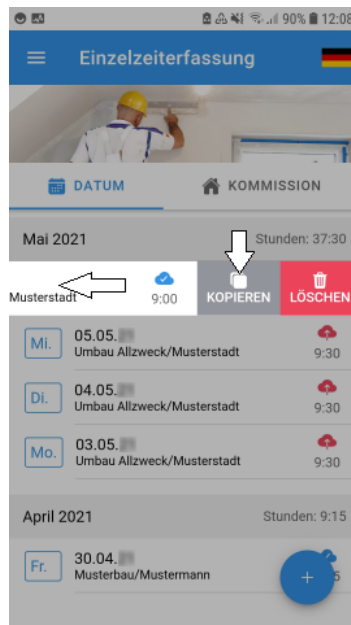 90% 12:08
Einzelzeiterfassung
DATUM
KOMMISSION
Mai 2021
Stunden: 37:30
Musterstadt
9:00
KOPIEREN
LÖSCHEN
Mi.
05.05.
Umbau Allzweck/Musterstadt
9:30
Di.
04.05.
Umbau Allzweck/Musterstadt
9:30
Mo.
03.05.
Umbau Allzweck/Musterstadt
9:30
April 2021
Stunden: 9:15
Fr.
30.04.
Musterbau/Mustermann
+
5